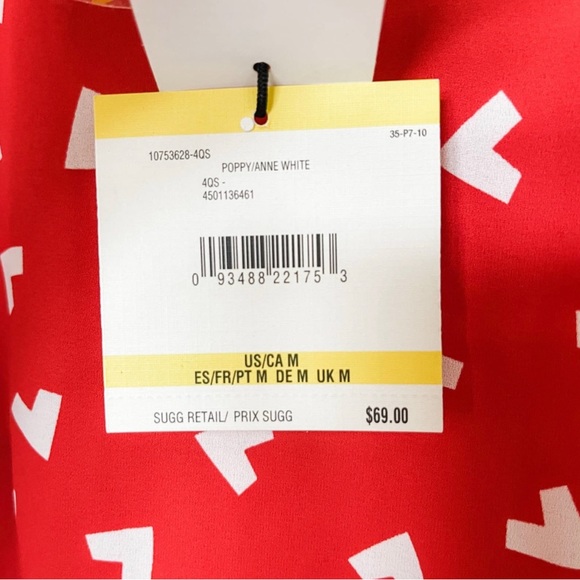 35-P7-10
10753628-4QS
POPPY/ANNE WHITE
4QS -
4501136461
0 93488 22175 3
US/CA M
ES/FR/PT M DE M UK M
SUGG RETAIL/ PRIX SUGG $69.00